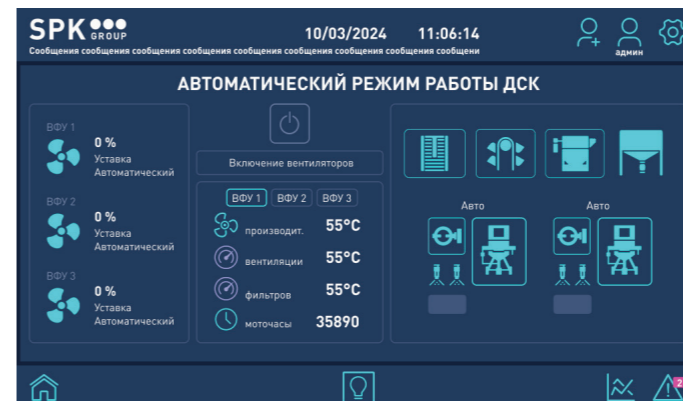 SPK GROUP 10/03/2024 11:06:14
Сообщения сообщения сообщения сообщения сообщения сообщения сообщения сообщени
админ
АВТОМАТИЧЕСКИЙ РЕЖИМ РАБОТЫ ДСК
ВФУ 1
0 %
Уставка
Автоматический
ВФУ 2
0 %
Уставка
Автоматический
ВФУ 3
0 %
Уставка
Автоматический
Включение вентиляторов
ВФУ 1 ВФУ 2 ВФУ 3
производит. 55°C
вентиляции 55°C
фильтров 55°C
моточасы 35890
Авто Авто
2